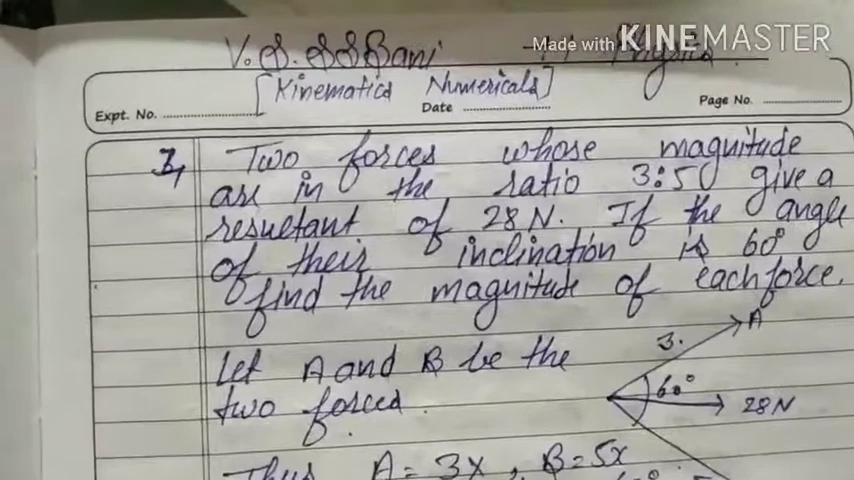 Made with KINEMASTER
Physics
[Kinematics Numericals]
Expt. No. Date Page No.
Two forces whose magnitude
are in the ratio 3:5 give a
resultant of 28 N. If the angle
of their inclination is 60°
find the magnitude of each force.
3.
A
Let A and B be the
60°
28 N
two forces.
Thus A = 3x, B = 5x